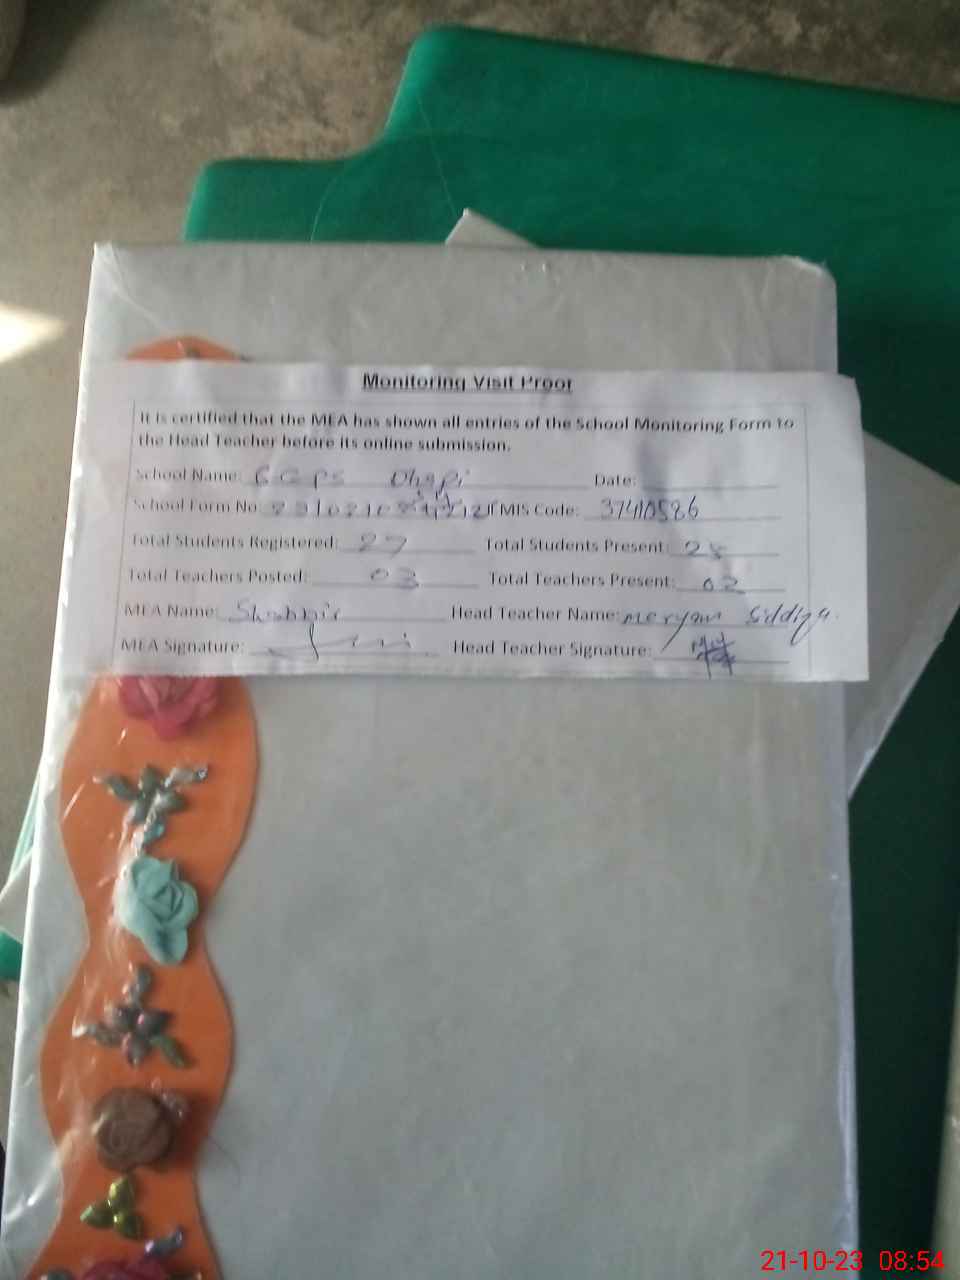 Monitoring Visit Proof
It is certified that the MEA has shown all entries of the School Monitoring Form to
the Head Teacher before its online submission.
School Name: GGPS Date:
School Form No: EMIS Code: 37410586
Total Students Registered: 27 Total Students Present: 25
Total Teachers Posted: 03 Total Teachers Present: 02
MEA Name: Shabbir Head Teacher Name: Meryam Siddiqa.
MEA Signature: Head Teacher Signature:
21-10-23 08:54